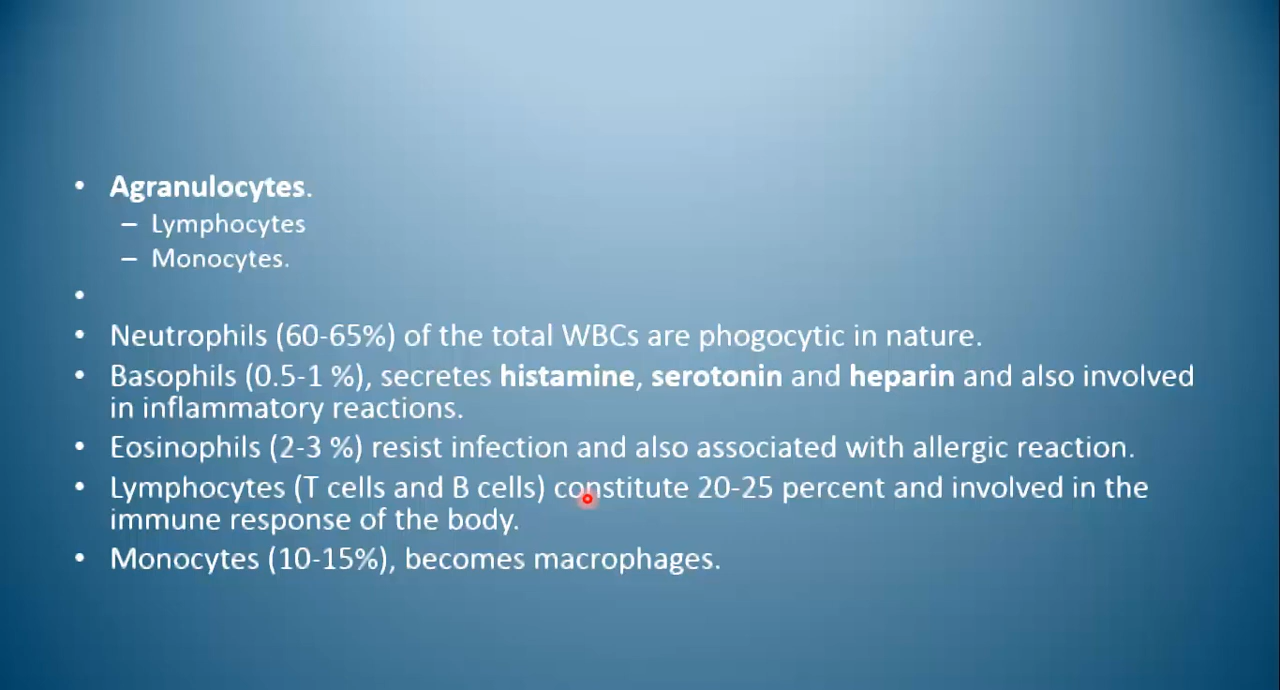 • Agranulocytes.
– Lymphocytes
– Monocytes.
•
• Neutrophils (60-65%) of the total WBCs are phogocytic in nature.
• Basophils (0.5-1 %), secretes histamine, serotonin and heparin and also involved
in inflammatory reactions.
• Eosinophils (2-3 %) resist infection and also associated with allergic reaction.
• Lymphocytes (T cells and B cells) constitute 20-25 percent and involved in the
immune response of the body.
• Monocytes (10-15%), becomes macrophages.